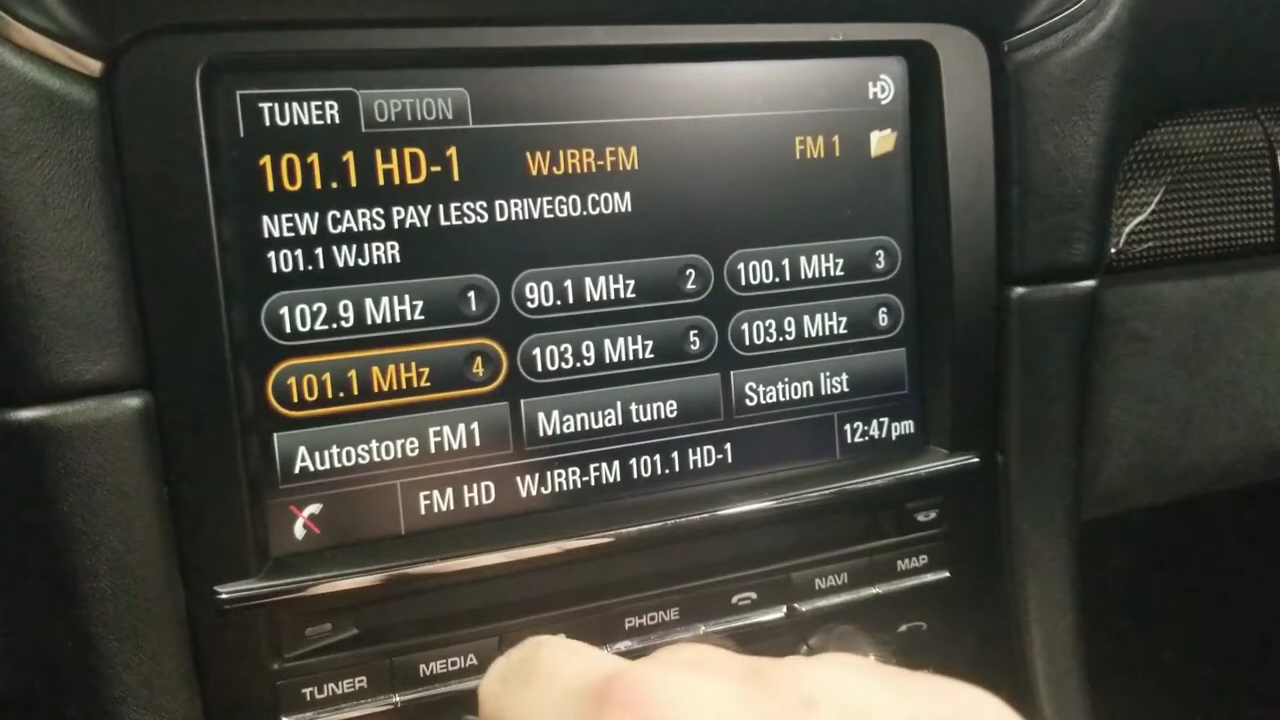 TUNER OPTION HD
101.1 HD-1 WJRR-FM FM 1
NEW CARS PAY LESS DRIVEGO.COM
101.1 WJRR
102.9 MHz 1 90.1 MHz 2 100.1 MHz 3
101.1 MHz 4 103.9 MHz 5 103.9 MHz 6
Autostore FM1 Manual tune Station list
FM HD WJRR-FM 101.1 HD-1 12:47pm
TUNER MEDIA PHONE NAVI MAP